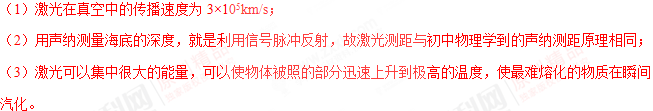 （1）激光在真空中的传播速度为 3×10⁵km/s；
（2）用声纳测量海底的深度，就是利用信号脉冲反射，故激光测距与初中物理学到的声纳测距原理相同；
（3）激光可以集中很大的能量，可以使物体被照的部分迅速上升到极高的温度，使最难熔化的物质在瞬间
汽化。